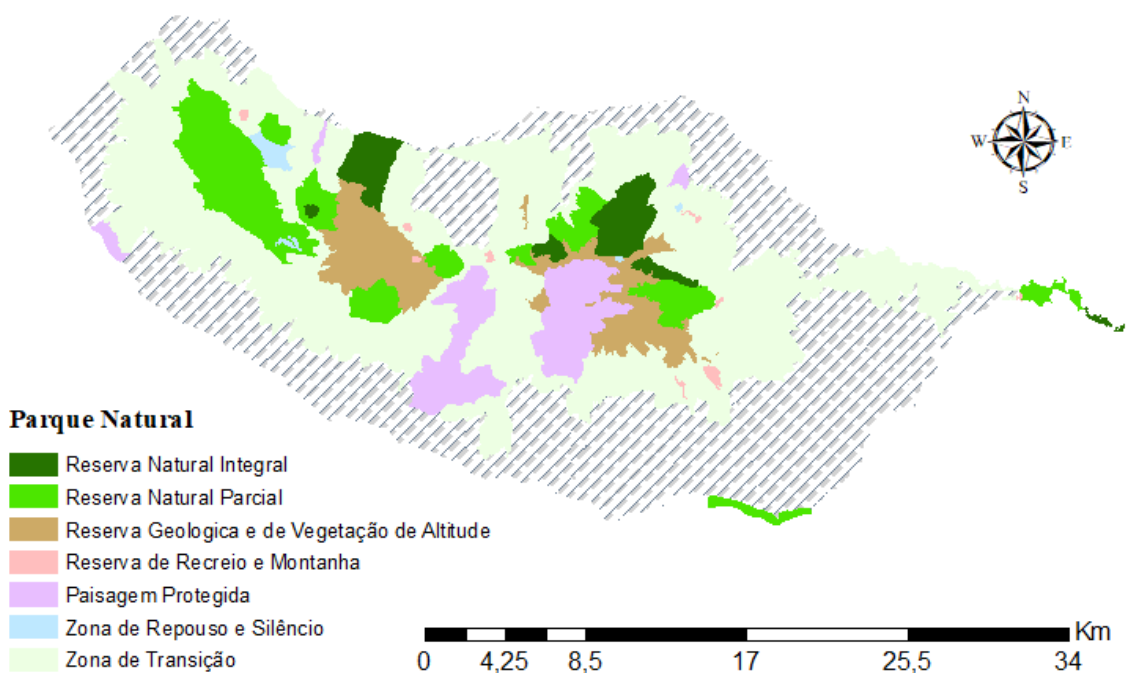 N
W E
S
Parque Natural
Reserva Natural Integral
Reserva Natural Parcial
Reserva Geologica e de Vegetação de Altitude
Reserva de Recreio e Montanha
Paisagem Protegida
Zona de Repouso e Silêncio
Zona de Transição
Km
0 4,25 8,5 17 25,5 34